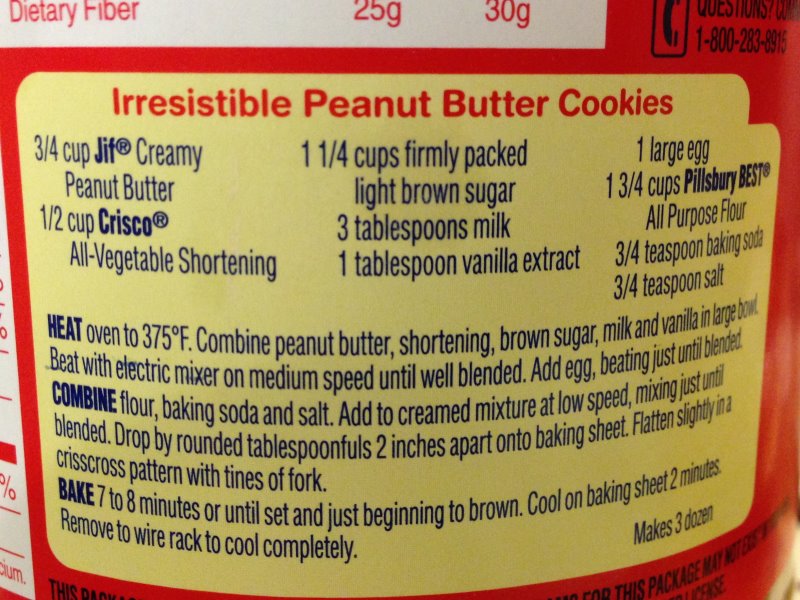 Dietary Fiber 25g 30g
QUESTIONS?
1-800-283-8915
Irresistible Peanut Butter Cookies
3/4 cup Jif® Creamy
Peanut Butter
1/2 cup Crisco®
All-Vegetable Shortening
1 1/4 cups firmly packed
light brown sugar
3 tablespoons milk
1 tablespoon vanilla extract
1 large egg
1 3/4 cups Pillsbury BEST®
All Purpose Flour
3/4 teaspoon baking soda
3/4 teaspoon salt
HEAT oven to 375°F. Combine peanut butter, shortening, brown sugar, milk and vanilla in large bowl.
Beat with electric mixer on medium speed until well blended. Add egg, beating just until blended.
COMBINE flour, baking soda and salt. Add to creamed mixture at low speed, mixing just until
blended. Drop by rounded tablespoonfuls 2 inches apart onto baking sheet. Flatten slightly in a
crisscross pattern with tines of fork.
BAKE 7 to 8 minutes or until set and just beginning to brown. Cool on baking sheet 2 minutes.
Remove to wire rack to cool completely.
Makes 3 dozen
%
cium.
THIS FOR THIS PACKAGE MAY NOT
LICENSE